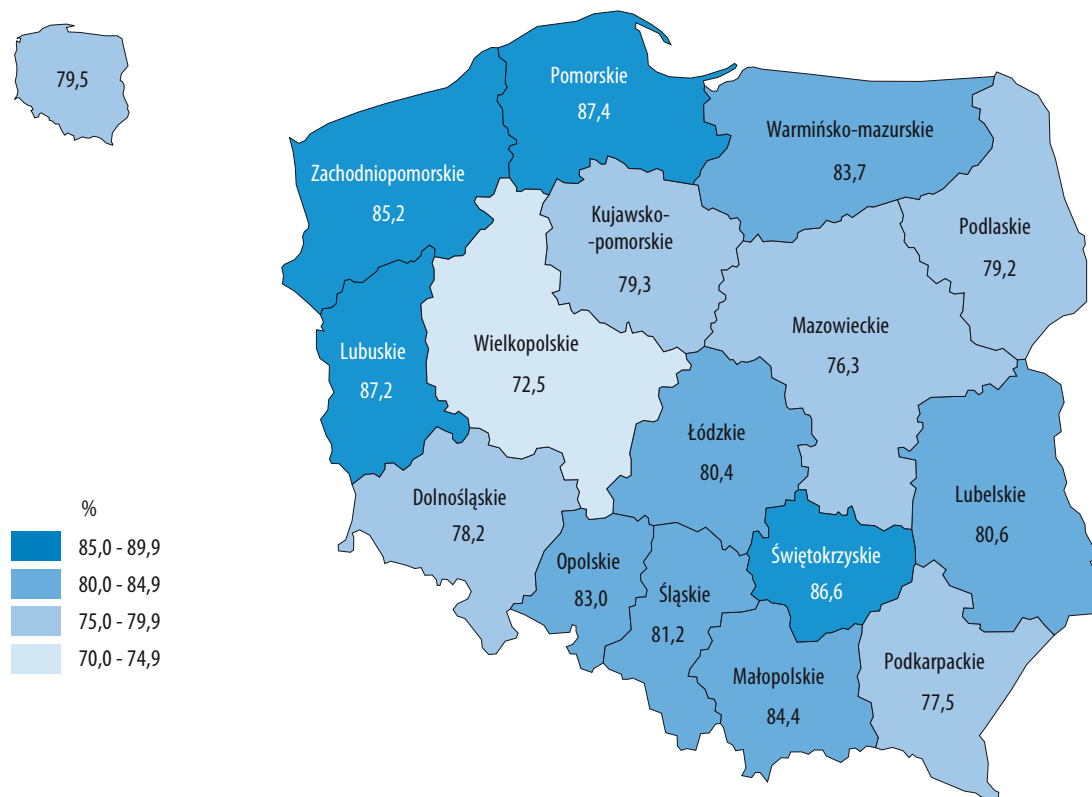 79,5
Pomorskie
87,4
Warmińsko-mazurskie
83,7
Zachodniopomorskie
85,2
Kujawsko-
-pomorskie
79,3
Podlaskie
79,2
Mazowieckie
76,3
Lubuskie
87,2
Wielkopolskie
72,5
Łódzkie
80,4
Lubelskie
80,6
Dolnośląskie
78,2
Opolskie
83,0
Śląskie
81,2
Świętokrzyskie
86,6
Małopolskie
84,4
Podkarpackie
77,5
%
85,0 - 89,9
80,0 - 84,9
75,0 - 79,9
70,0 - 74,9